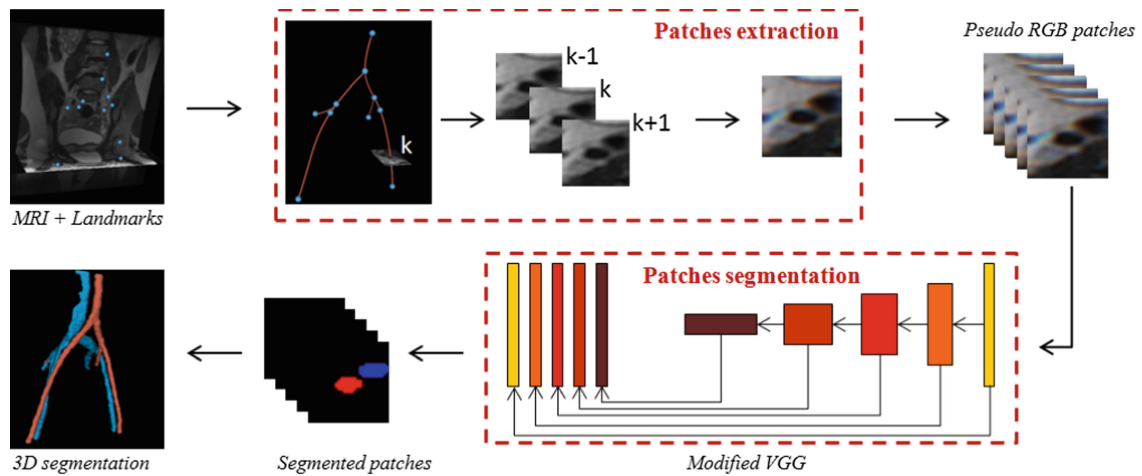 Patches extraction
Pseudo RGB patches
k-1
k
k+1
k
MRI + Landmarks
Patches segmentation
3D segmentation
Segmented patches
Modified VGG